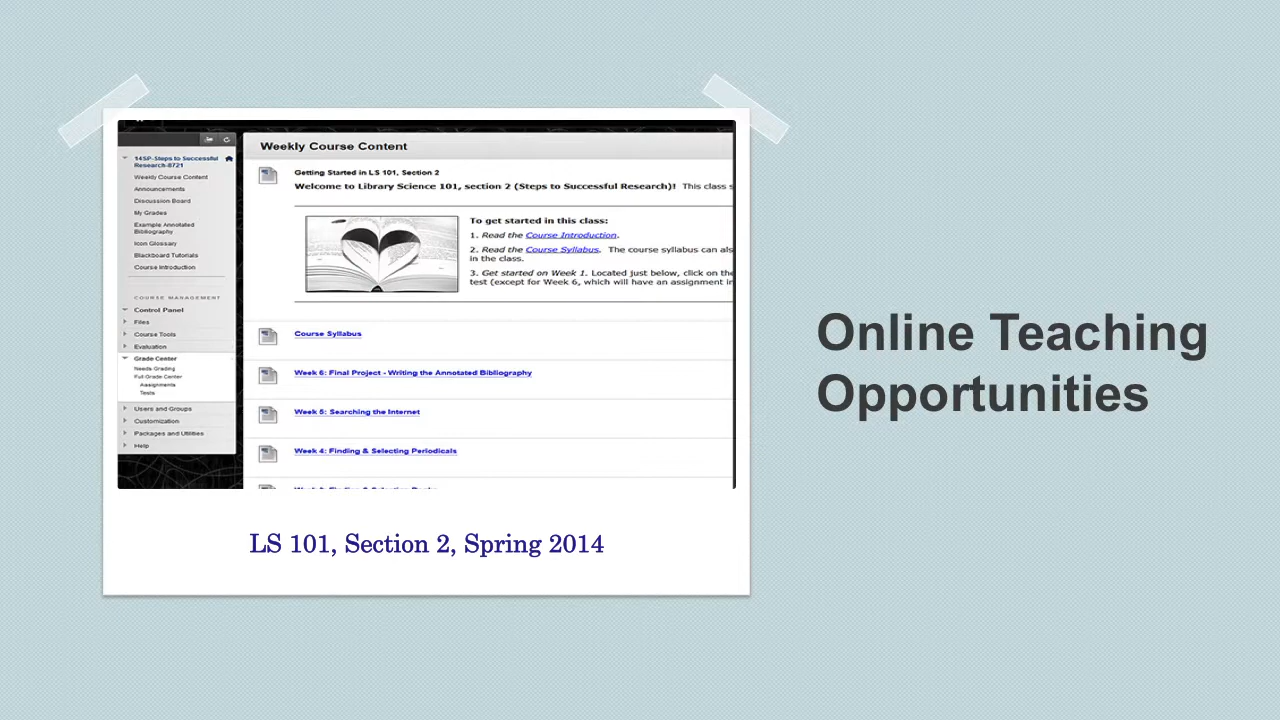 14SP-Steps to Successful
Research-8721
Weekly Course Content
Announcements
Discussion Board
My Grades
Example Annotated
Bibliography
Icon Glossary
Blackboard Tutorials
Course Introduction
COURSE MANAGEMENT
Control Panel
Files
Course Tools
Evaluation
Grade Center
Needs Grading
Full Grade Center
Assignments
Tests
Users and Groups
Customization
Packages and Utilities
Help
Weekly Course Content
Getting Started in LS 101, Section 2
Welcome to Library Science 101, section 2 (Steps to Successful Research)! This class s
To get started in this class:
1. Read the Course Introduction.
2. Read the Course Syllabus. The course syllabus can als
in the class.
3. Get started on Week 1. Located just below, click on the
test (except for Week 6, which will have an assignment in
Course Syllabus
Week 6: Final Project - Writing the Annotated Bibliography
Week 5: Searching the Internet
Week 4: Finding & Selecting Periodicals
LS 101, Section 2, Spring 2014
Online Teaching
Opportunities